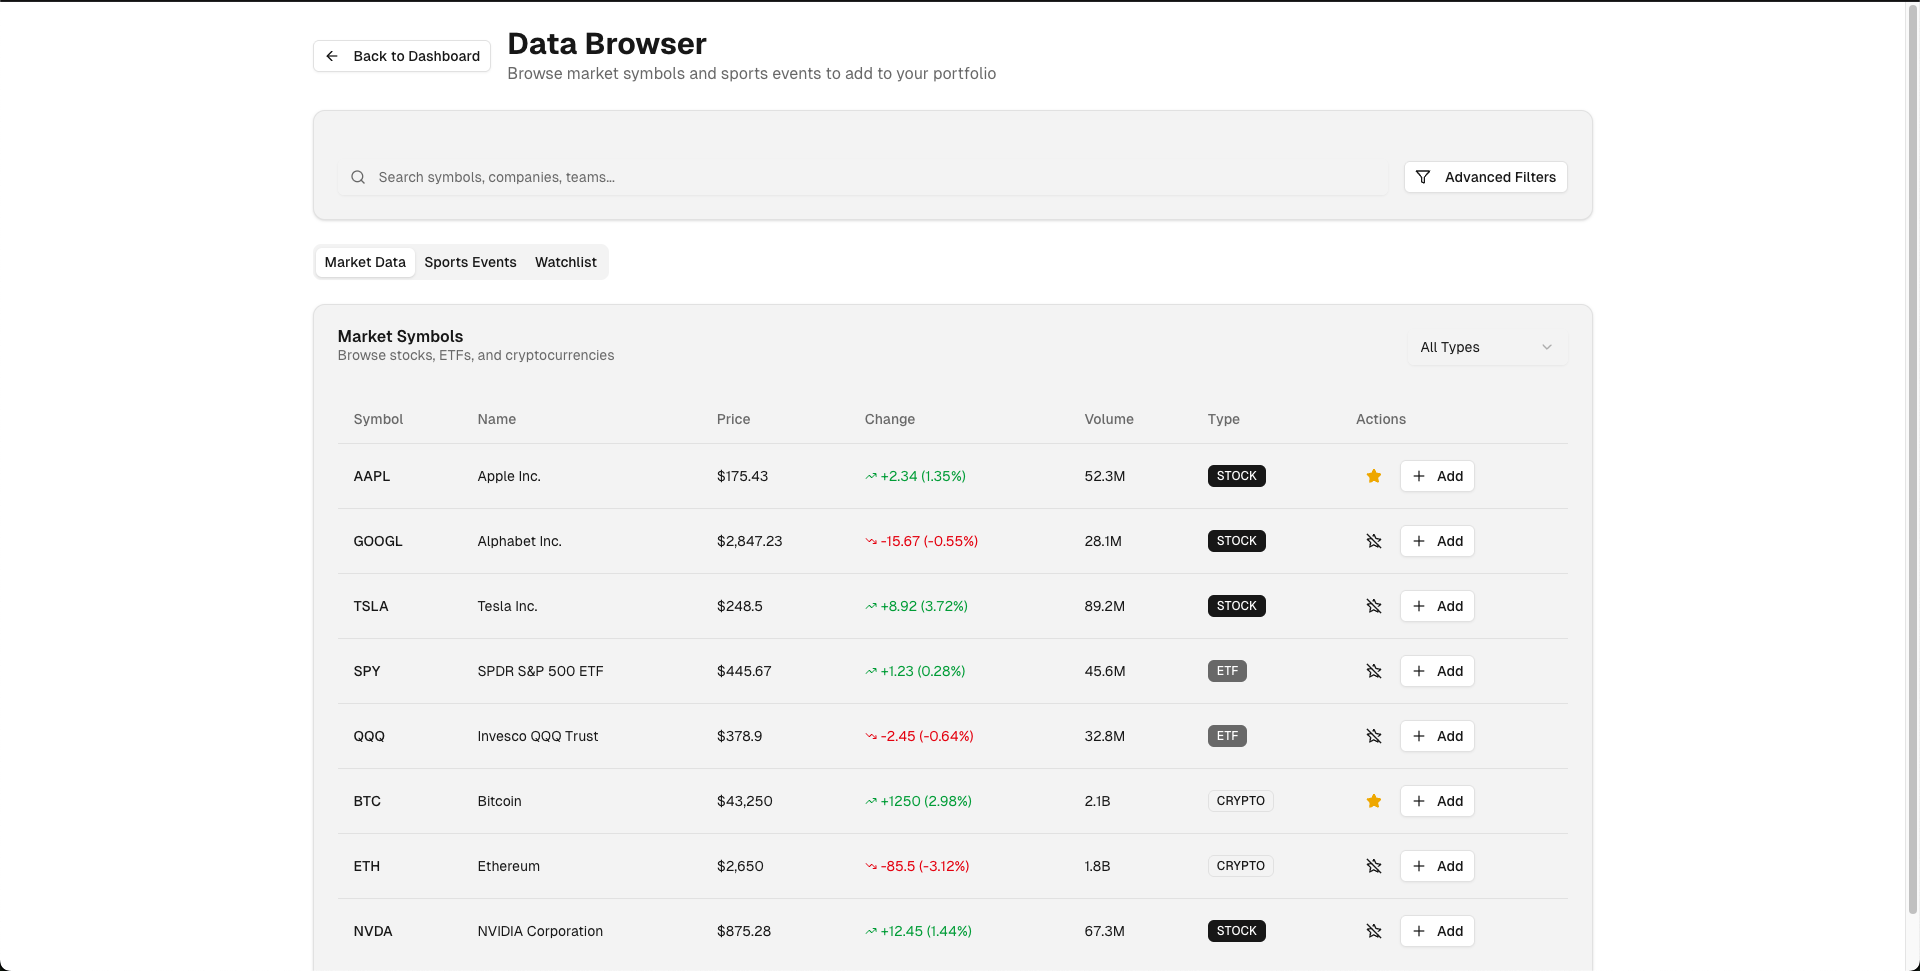 Back to Dashboard
Data Browser
Browse market symbols and sports events to add to your portfolio
Search symbols, companies, teams...
Advanced Filters
Market Data Sports Events Watchlist
Market Symbols
Browse stocks, ETFs, and cryptocurrencies
All Types
Symbol Name Price Change Volume Type Actions
AAPL Apple Inc. $175.43 +2.34 (1.35%) 52.3M STOCK Add
GOOGL Alphabet Inc. $2,847.23 -15.67 (-0.55%) 28.1M STOCK Add
TSLA Tesla Inc. $248.5 +8.92 (3.72%) 89.2M STOCK Add
SPY SPDR S&P 500 ETF $445.67 +1.23 (0.28%) 45.6M ETF Add
QQQ Invesco QQQ Trust $378.9 -2.45 (-0.64%) 32.8M ETF Add
BTC Bitcoin $43,250 +1250 (2.98%) 2.1B CRYPTO Add
ETH Ethereum $2,650 -85.5 (-3.12%) 1.8B CRYPTO Add
NVDA NVIDIA Corporation $875.28 +12.45 (1.44%) 67.3M STOCK Add